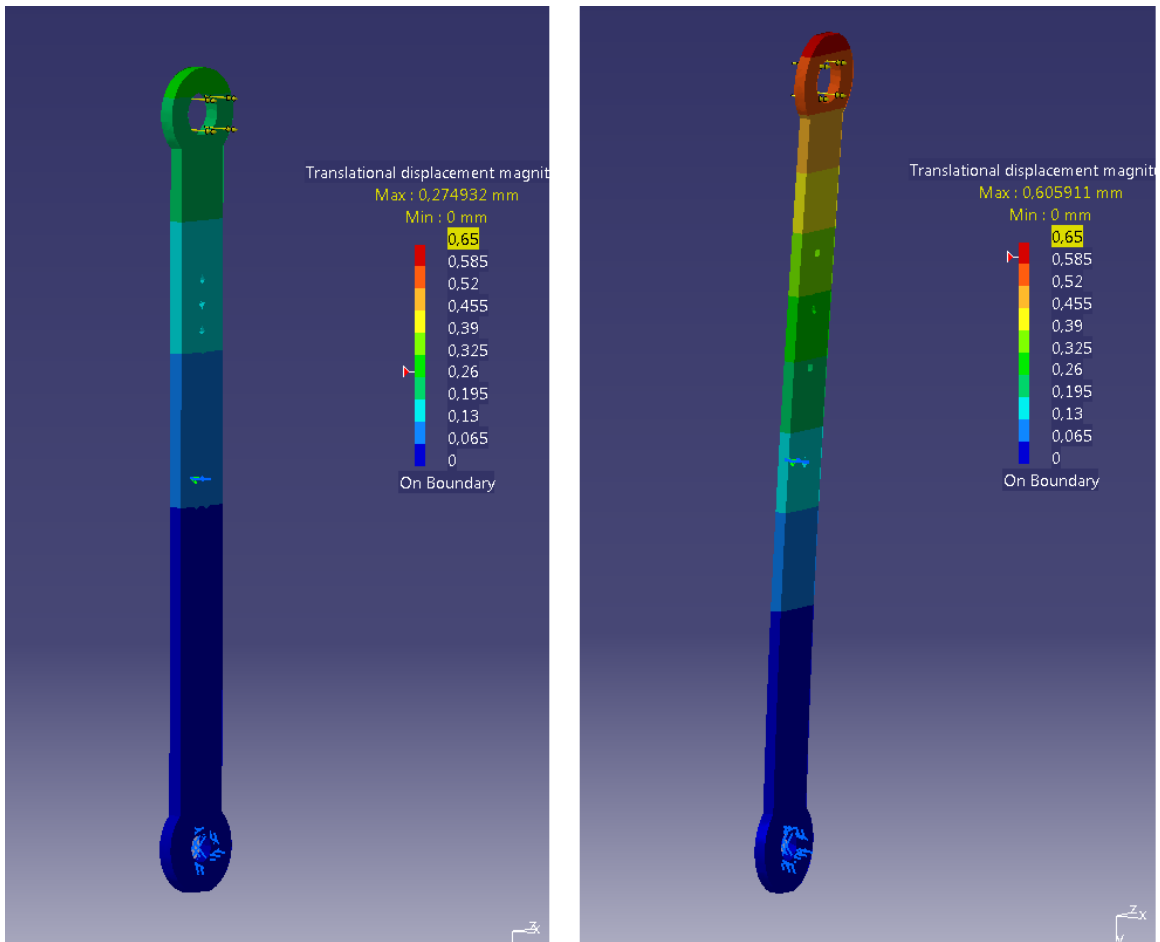 Translational displacement magnit
Max : 0,274932 mm
Min : 0 mm
0,65
0,585
0,52
0,455
0,39
0,325
0,26
0,195
0,13
0,065
0
On Boundary
z
x
Translational displacement magnitu
Max : 0,605911 mm
Min : 0 mm
0,65
0,585
0,52
0,455
0,39
0,325
0,26
0,195
0,13
0,065
0
On Boundary
z
x
y